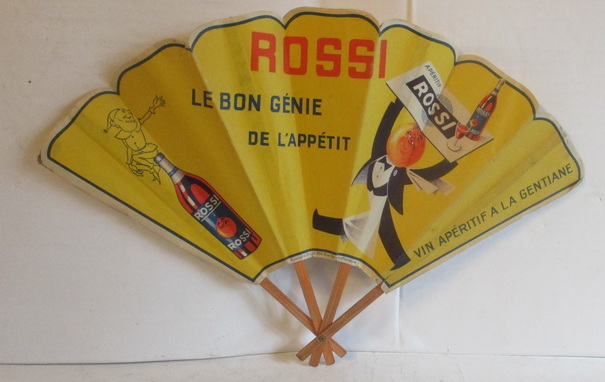 ROSSI
LE BON GÉNIE
DE L'APPÉTIT
APÉRITIF
ROSSI
ROSSI
ROSSI
VIN APÉRITIF A LA GENTIANE